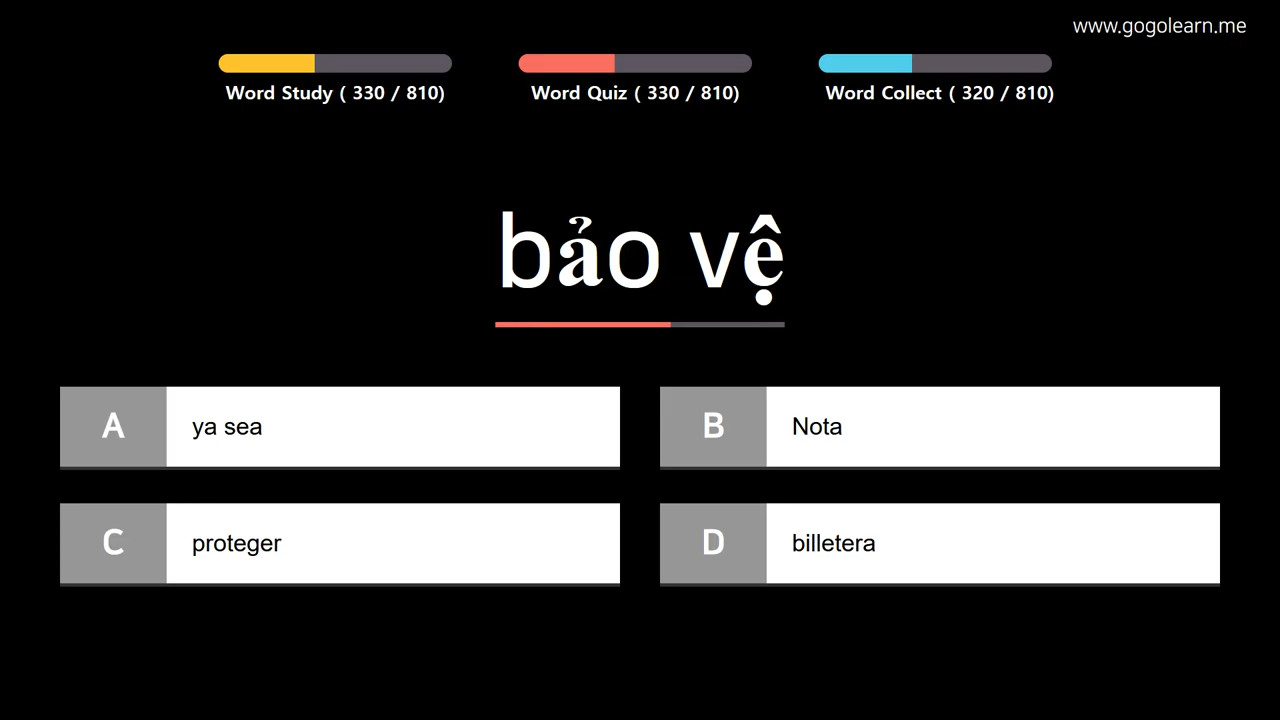 www.gogolearn.me
Word Study ( 330 / 810)
Word Quiz ( 330 / 810)
Word Collect ( 320 / 810)
bảo vệ
A
ya sea
B
Nota
C
proteger
D
billetera